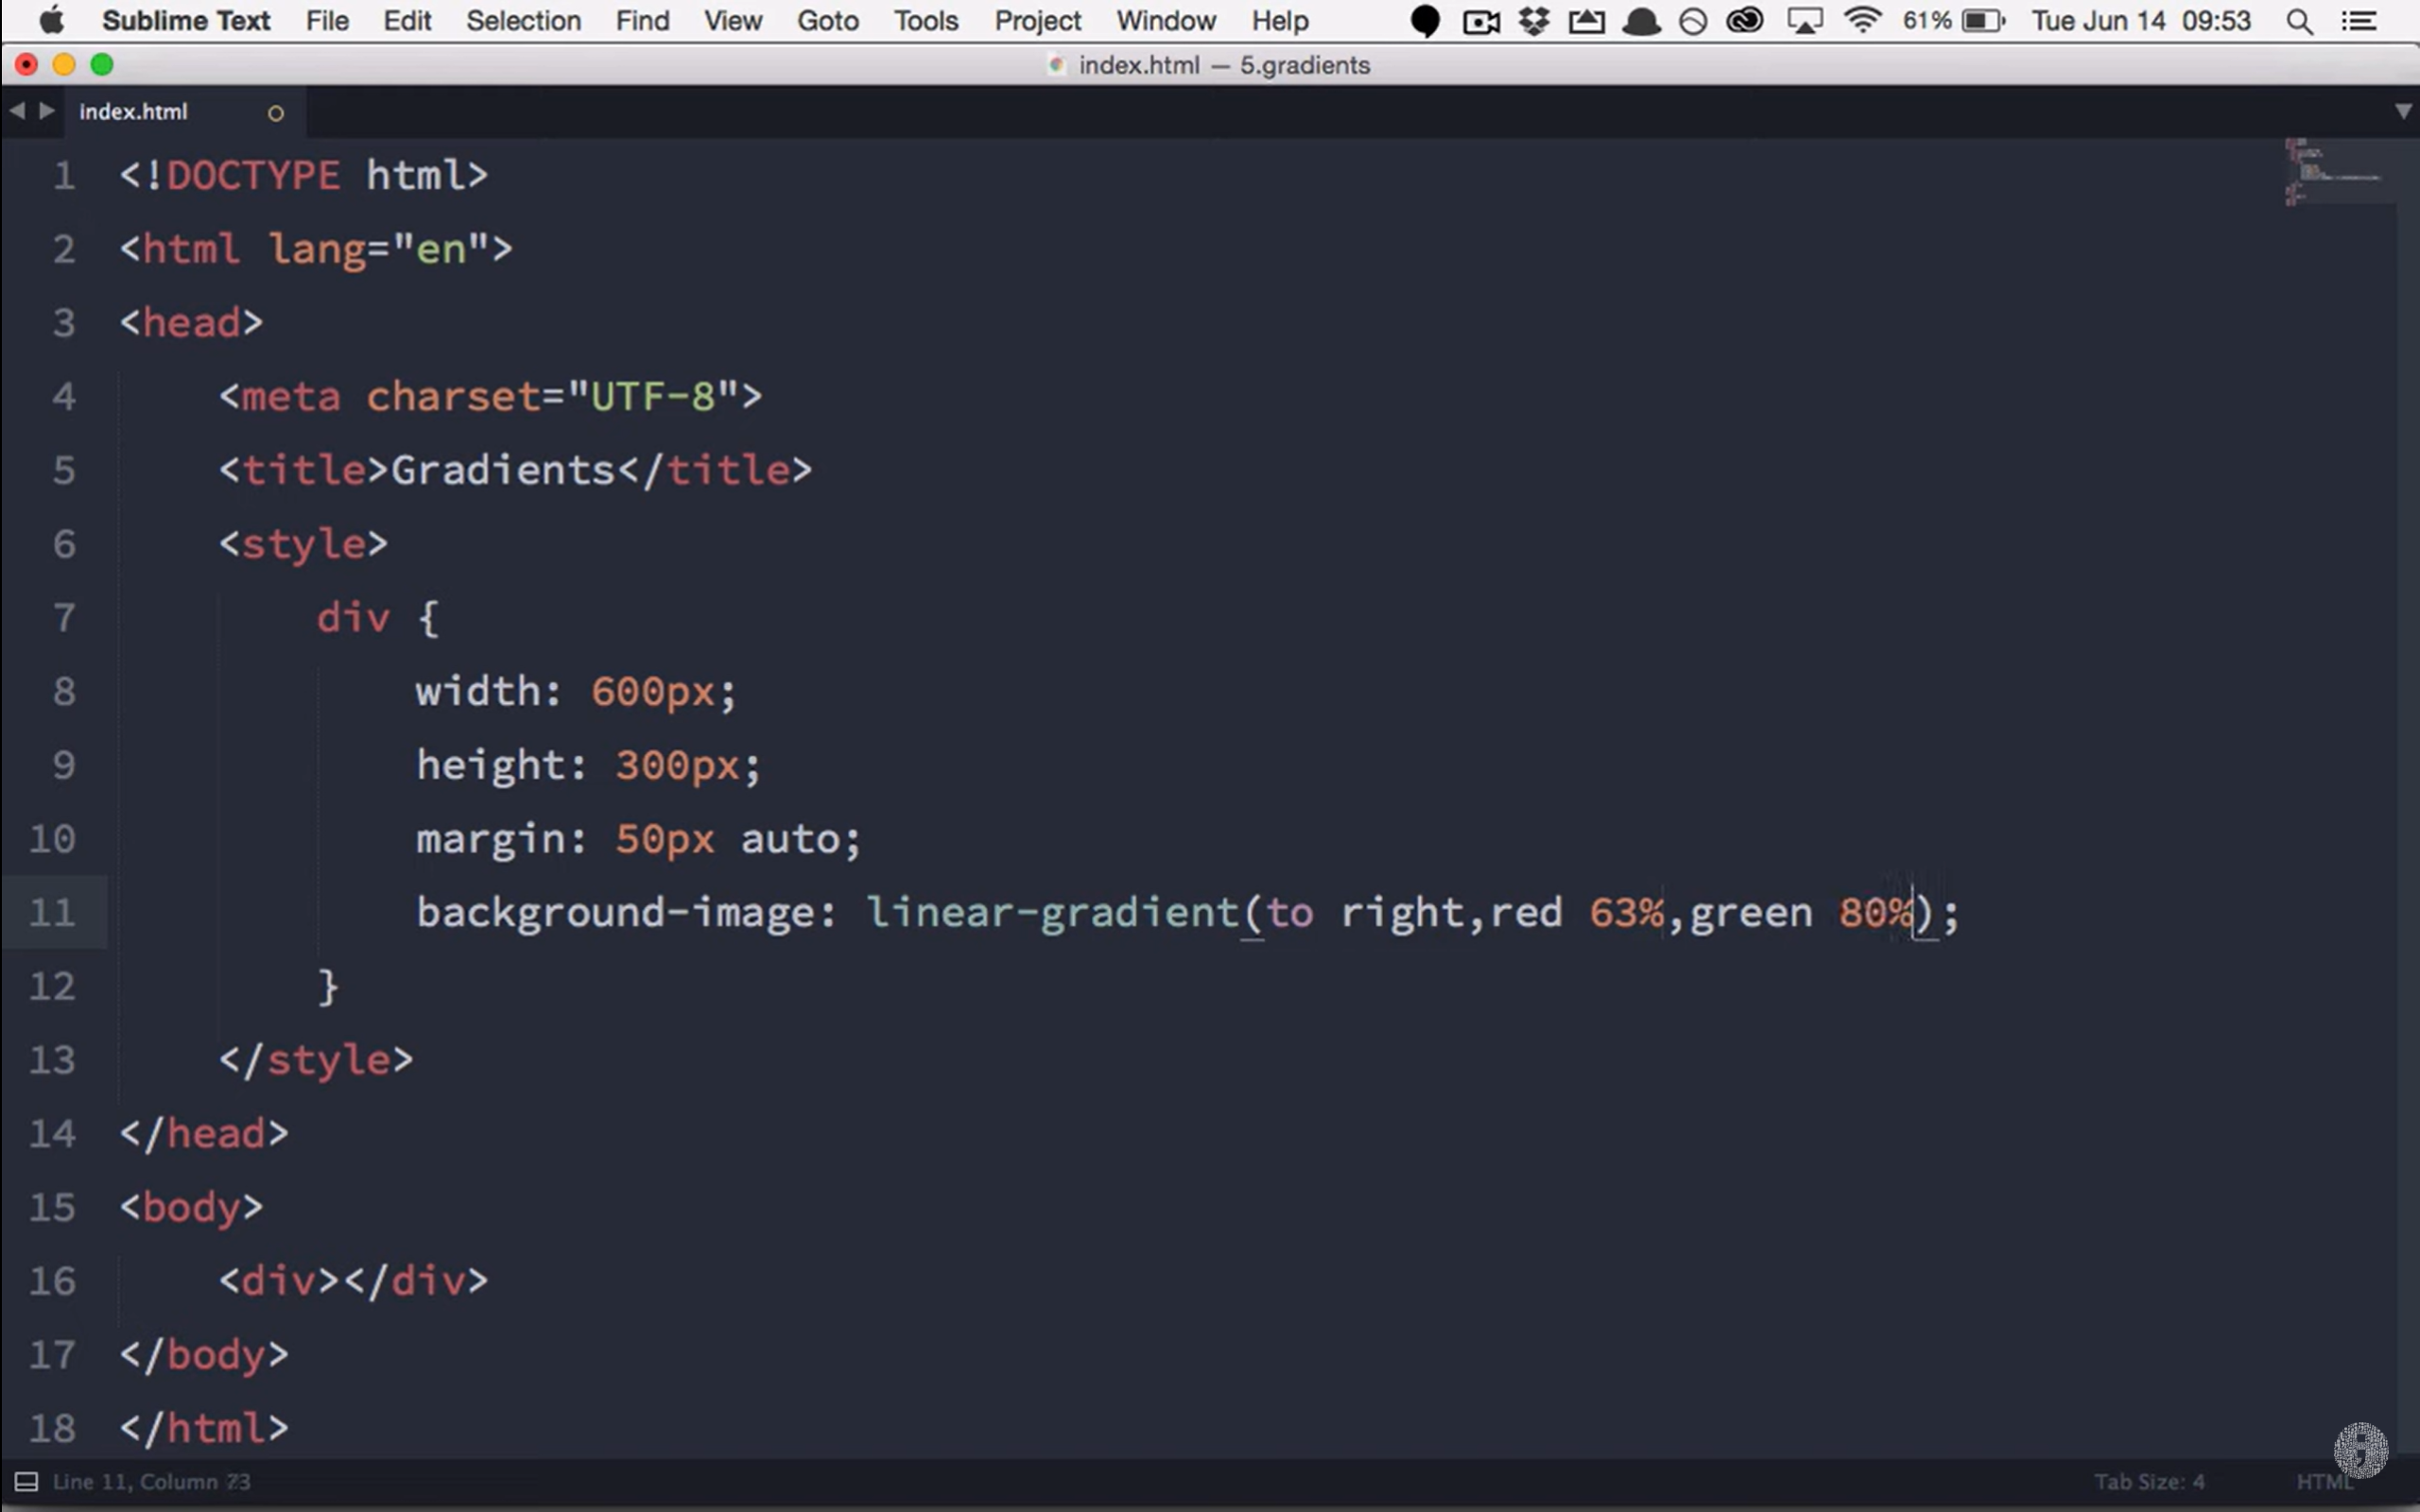 Sublime Text File Edit Selection Find View Goto Tools Project Window Help 61% Tue Jun 14 09:53
index.html — 5.gradients
index.html
1 <!DOCTYPE html>
2 <html lang="en">
3 <head>
4 <meta charset="UTF-8">
5 <title>Gradients</title>
6 <style>
7 div {
8 width: 600px;
9 height: 300px;
10 margin: 50px auto;
11 background-image: linear-gradient(to right,red 63%,green 80%);
12 }
13 </style>
14 </head>
15 <body>
16 <div></div>
17 </body>
18 </html>
Line 11, Column Tab Size: 4 HTML